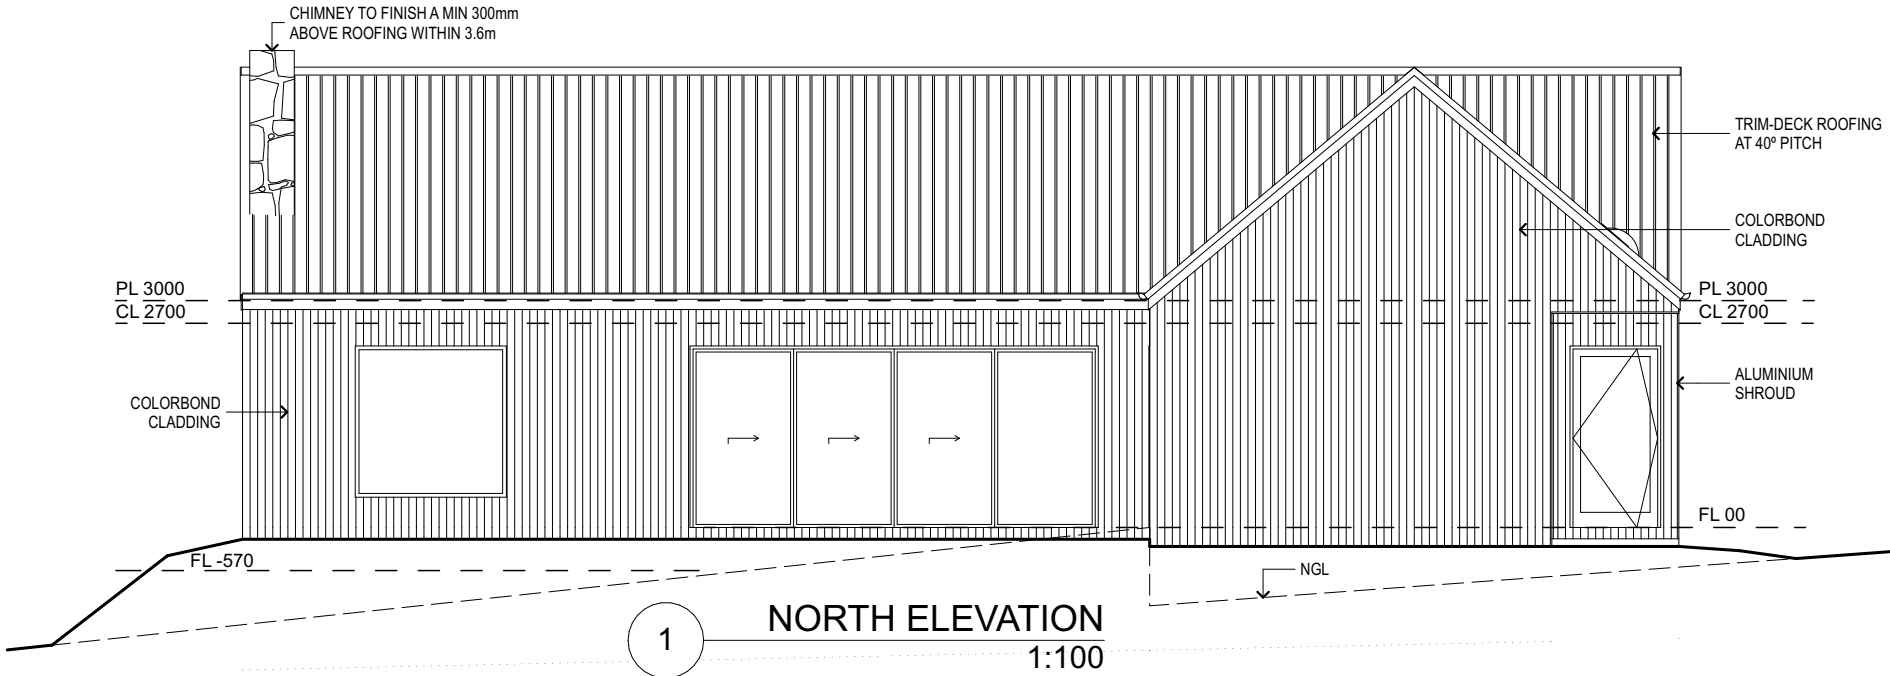 CHIMNEY TO FINISH A MIN 300mm
ABOVE ROOFING WITHIN 3.6m
TRIM-DECK ROOFING
AT 40º PITCH
COLORBOND
CLADDING
PL 3000
CL 2700
PL 3000
CL 2700
COLORBOND
CLADDING
ALUMINIUM
SHROUD
FL 00
FL -570
NGL
1
NORTH ELEVATION
1:100